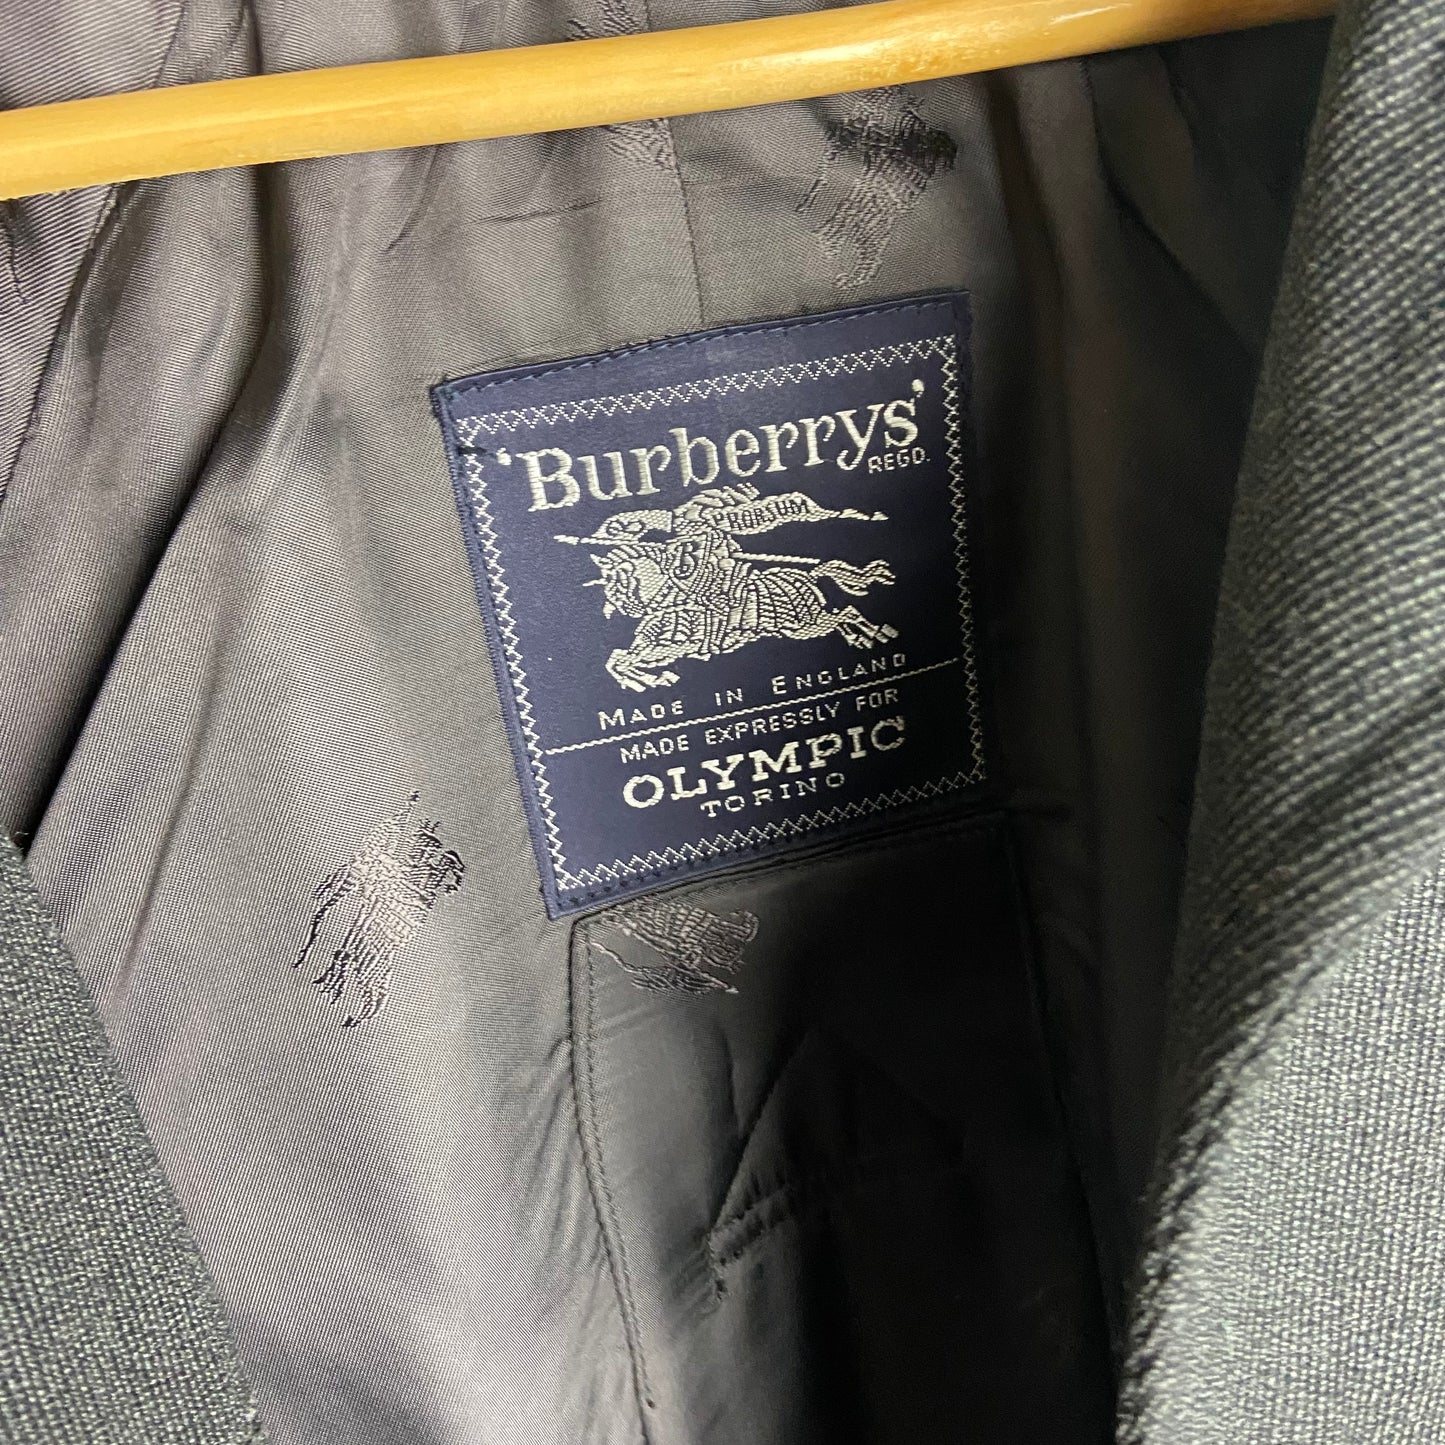 'Burberrys'
REGD.
PRORSUM
B
MADE IN ENGLAND
MADE EXPRESSLY FOR
OLYMPIC
TORINO